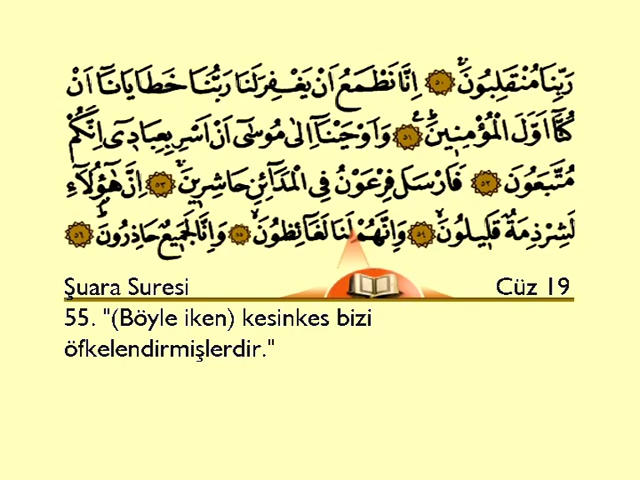 رَبِّنَا مُنْقَلِبُونَۙ ﴿٥٠﴾ اِنَّا نَطْمَعُ اَنْ يَغْفِرَ لَنَا رَبُّنَا خَطَايَانَٓا اَنْ
كُنَّٓا اَوَّلَ الْمُؤْمِن۪ينَۜ ﴿٥١﴾ وَاَوْحَيْنَٓا اِلٰى مُوسٰٓى اَنْ اَسْرِ بِعِبَاد۪ٓي اِنَّكُمْ
مُتَّبَعُونَ ﴿٥٢﴾ فَاَرْسَلَ فِرْعَوْنُ فِي الْمَدَٓائِنِ حَاشِر۪ينَۚ ﴿٥٣﴾ اِنَّ هٰٓؤُ۬لَٓاءِ
لَشِرْذِمَةٌ قَل۪يلُونَۙ ﴿٥٤﴾ وَاِنَّهُمْ لَنَا لَغَٓائِظُونَۙ ﴿٥٥﴾ وَاِنَّا لَجَم۪يعٌ حَاذِرُونَۜ ﴿٥٦﴾
Şuara Suresi Cüz 19
55. "(Böyle iken) kesinkes bizi
öfkelendirmişlerdir."